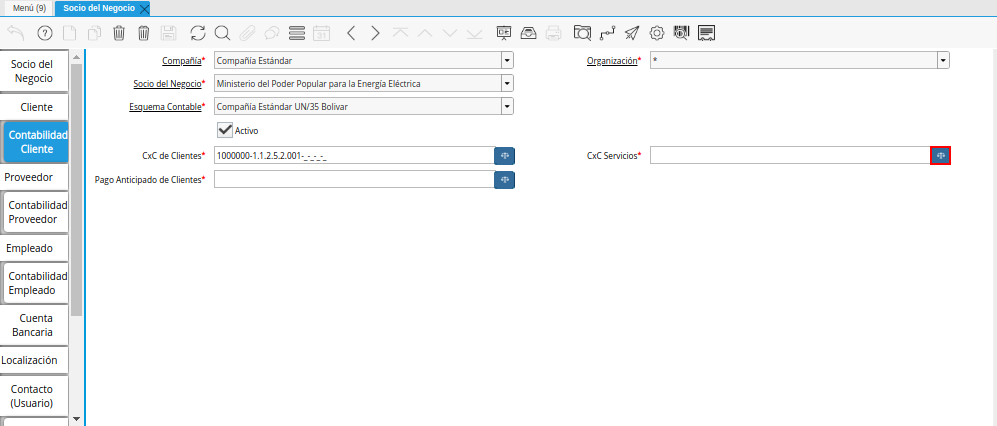 Menú (9)
Socio del Negocio
Socio del
Negocio
Cliente
Contabilidad
Cliente
Proveedor
Contabilidad
Proveedor
Empleado
Contabilidad
Empleado
Cuenta
Bancaria
Localización
Contacto
(Usuario)
Compañía* Compañía Estándar
Organización* *
Socio del Negocio* Ministerio del Poder Popular para la Energía Eléctrica
Esquema Contable* Compañía Estándar UN/35 Bolivar
Activo
CxC de Clientes* 1000000-1.1.2.5.2.001-_-_-_-_
CxC Servicios*
Pago Anticipado de Clientes*